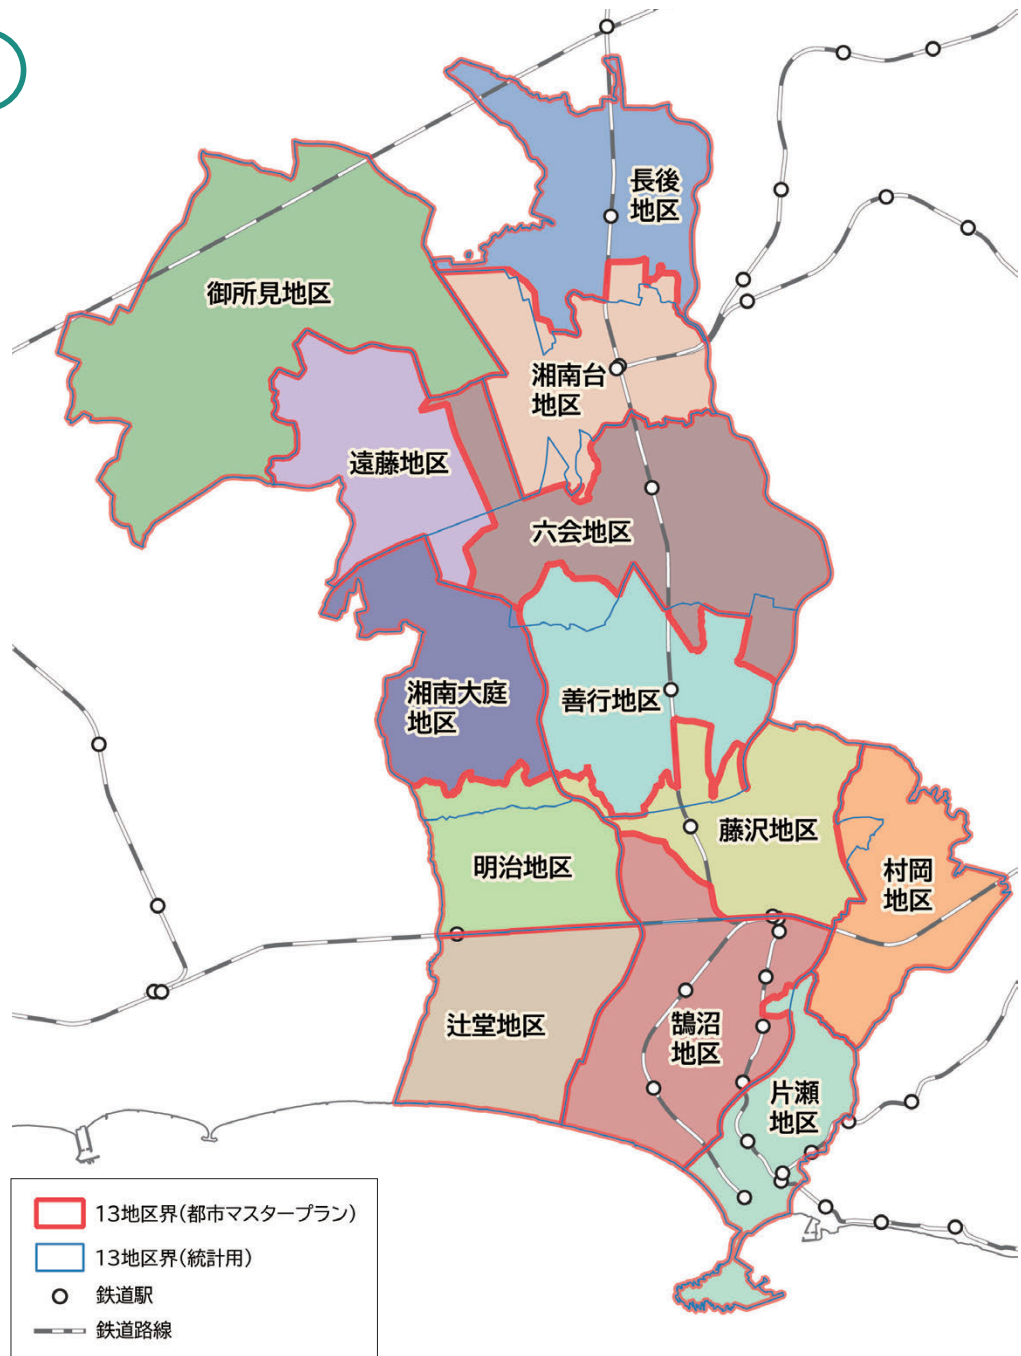 長後
地区
御所見地区
湘南台
地区
遠藤地区
六会地区
湘南大庭
地区
善行地区
藤沢地区
明治地区
村岡
地区
辻堂地区
鵠沼
地区
片瀬
地区
13地区界(都市マスタープラン)
13地区界(統計用)
鉄道駅
鉄道路線